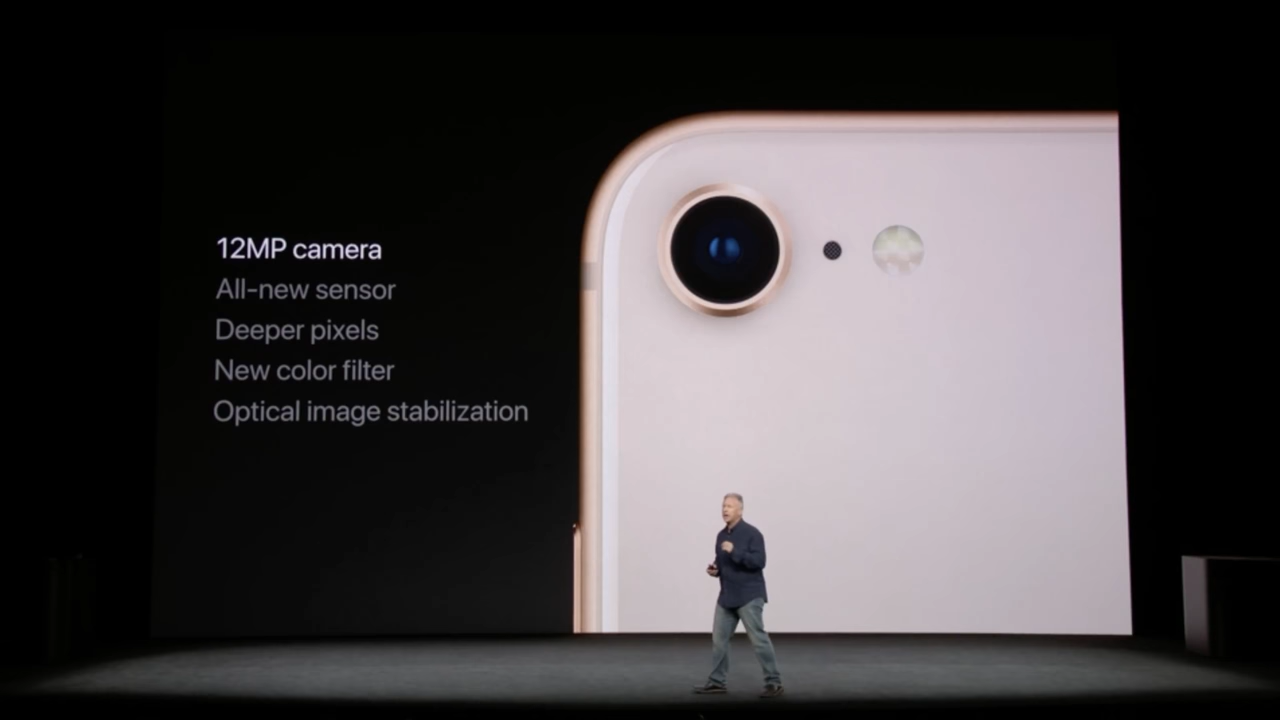 12MP camera
All-new sensor
Deeper pixels
New color filter
Optical image stabilization